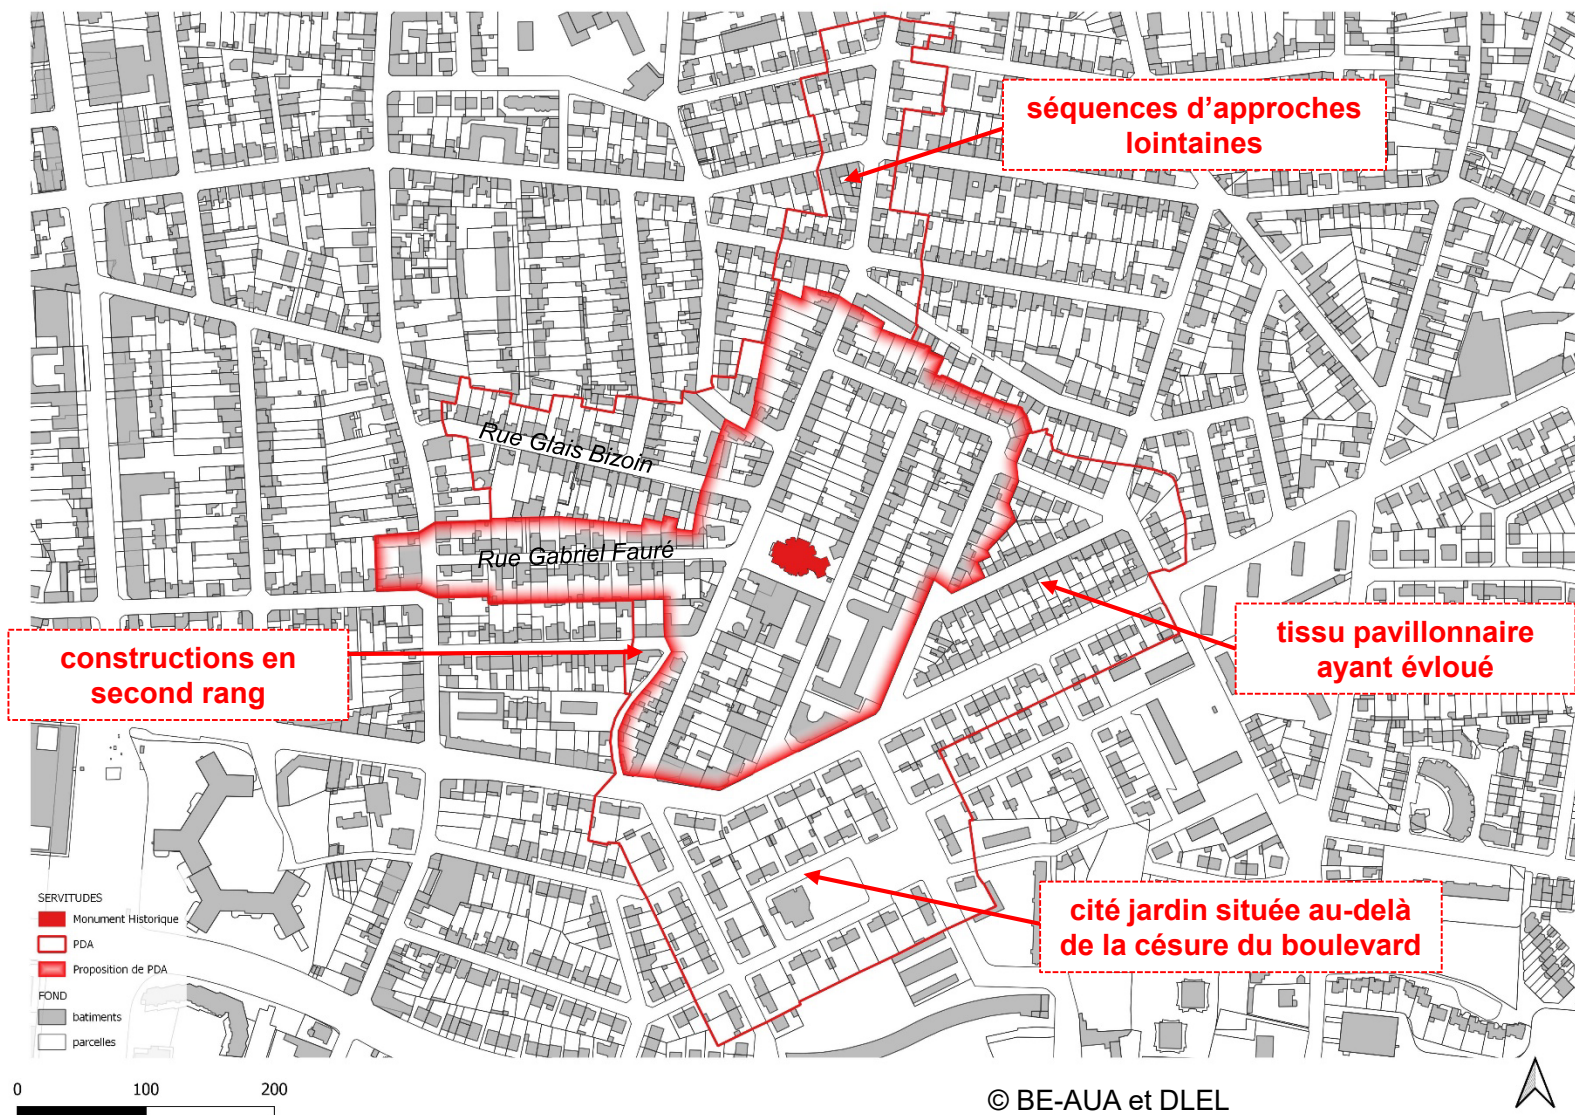 séquences d'approches
lointaines
Rue Glais Bizoin
Rue Gabriel Fauré
constructions en
second rang
tissu pavillonnaire
ayant évloué
cité jardin située au-delà
de la césure du boulevard
SERVITUDES
Monument Historique
PDA
Proposition de PDA
FOND
batiments
parcelles
0 100 200
© BE-AUA et DLEL